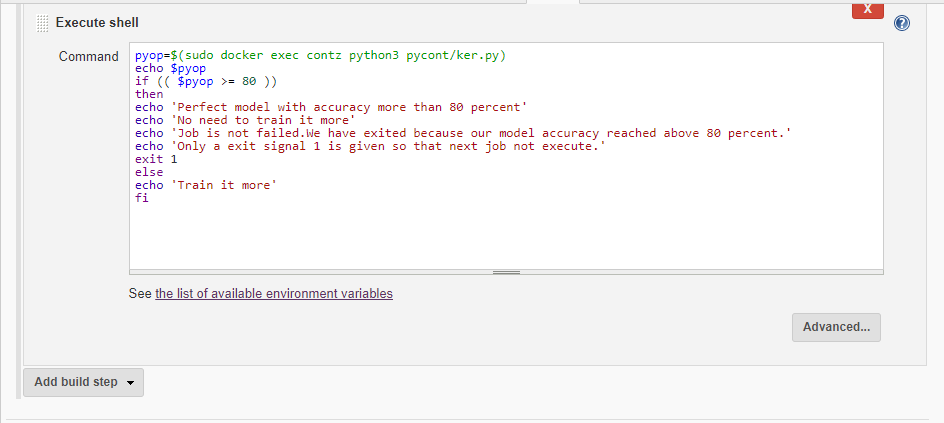 X
Execute shell
Command
pyop=$(sudo docker exec contz python3 pycont/ker.py)
echo $pyop
if (( $pyop >= 80 ))
then
echo 'Perfect model with accuracy more than 80 percent'
echo 'No need to train it more'
echo 'Job is not failed.We have exited because our model accuracy reached above 80 percent.'
echo 'Only a exit signal 1 is given so that next job not execute.'
exit 1
else
echo 'Train it more'
fi
See the list of available environment variables
Advanced...
Add build step